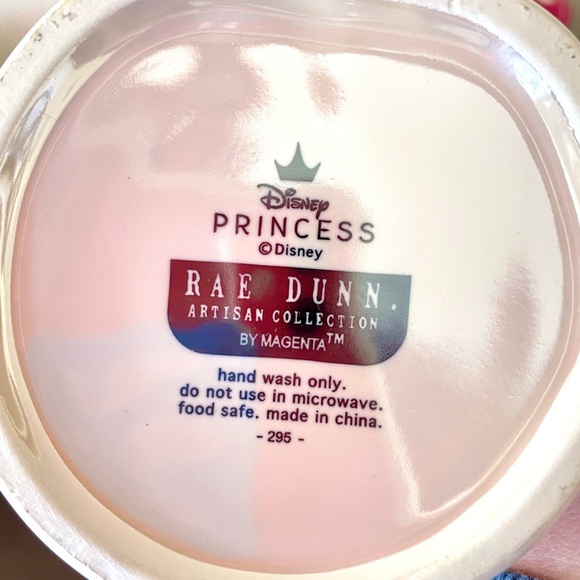 Disney
PRINCESS
©Disney
RAE DUNN.
ARTISAN COLLECTION
BY MAGENTA™
hand wash only.
do not use in microwave.
food safe. made in china.
- 295 -